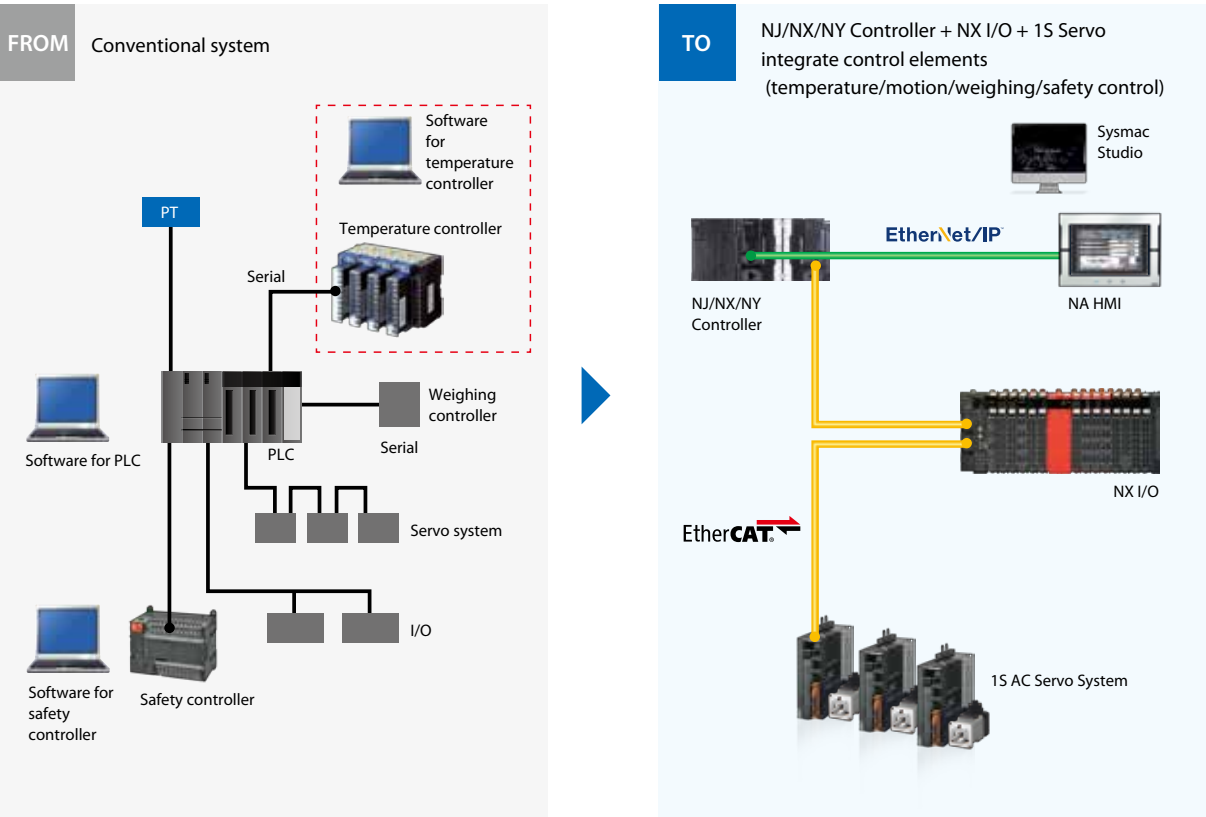 FROM
Conventional system
Software
for
temperature
controller
PT
Temperature controller
Serial
Weighing
controller
Serial
Software for PLC
PLC
Servo system
I/O
Software for
safety
controller
Safety controller
TO
NJ/NX/NY Controller + NX I/O + 1S Servo
integrate control elements
(temperature/motion/weighing/safety control)
Sysmac
Studio
EtherNet/IP
NJ/NX/NY
Controller
NA HMI
NX I/O
EtherCAT®
1S AC Servo System